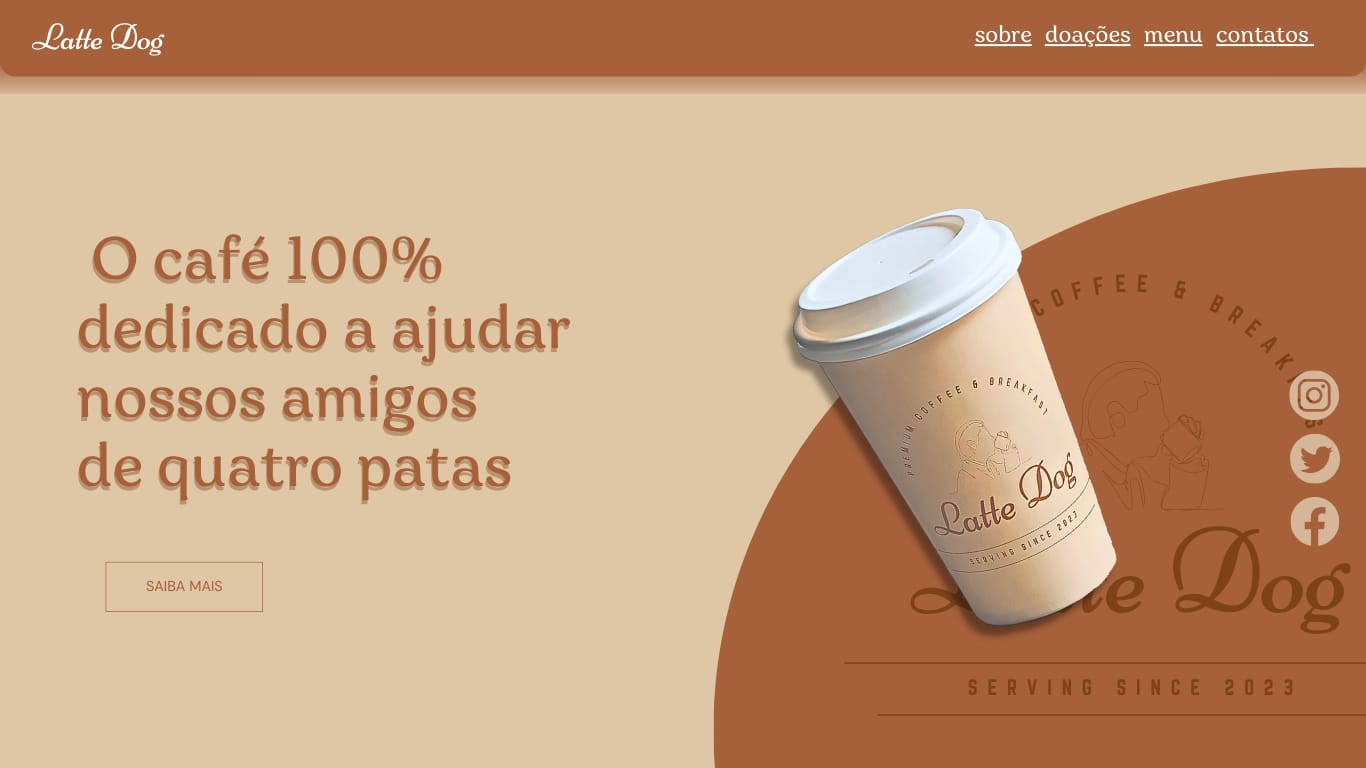 Latte Dog
sobre doações menu contatos
O café 100%
dedicado a ajudar
nossos amigos
de quatro patas
SAIBA MAIS
PREMIUM COFFEE & BREAKFAST
Latte Dog
SERVING SINCE 2023
COFFEE & BREAK
Dog
SERVING SINCE 2023